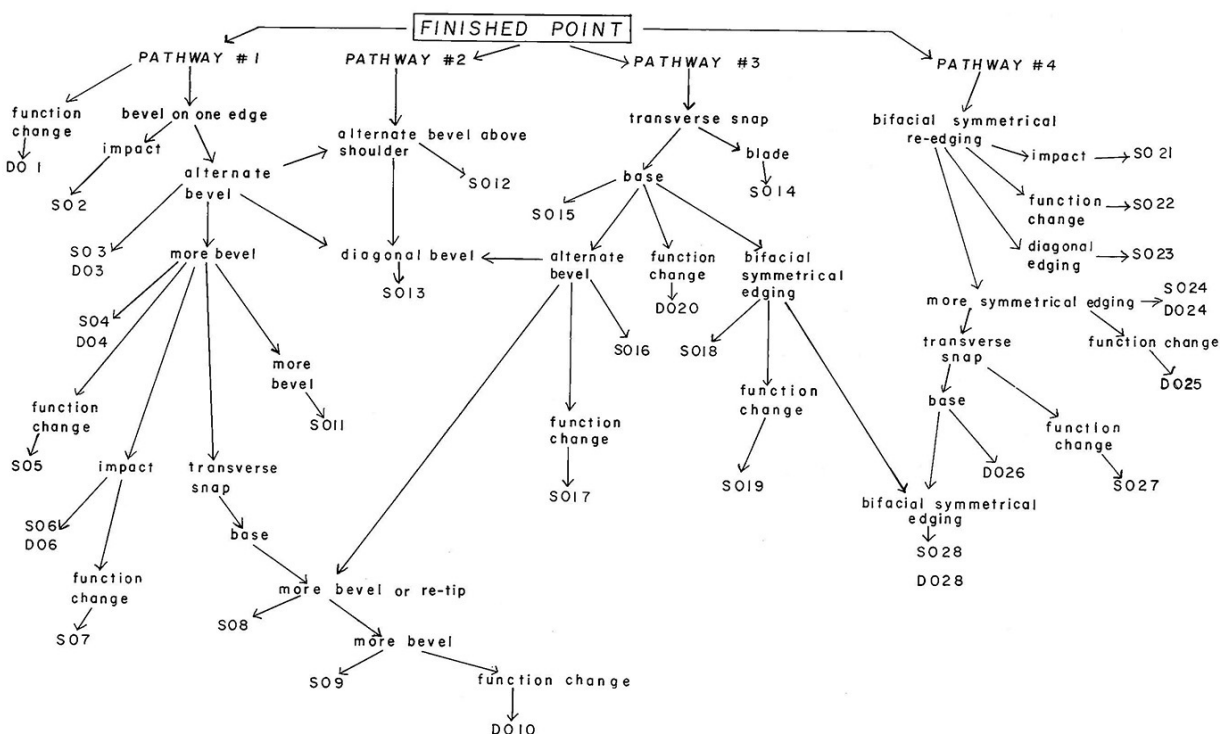 FINISHED POINT
PATHWAY #1
PATHWAY #2
PATHWAY #3
PATHWAY #4
function
change
DO1
bevel on one edge
impact
SO2
alternate
bevel
SO3
DO3
more bevel
SO4
DO4
function
change
SO5
impact
SO6
DO6
function
change
SO7
transverse
snap
base
more bevel or re-tip
SO8
more bevel
SO9
function change
DO10
more
bevel
SO11
alternate bevel above
shoulder
SO12
diagonal bevel
SO13
transverse snap
blade
SO14
base
SO15
alternate
bevel
SO16
function
change
SO17
function
change
DO20
bifacial
symmetrical
edging
SO18
function
change
SO19
bifacial symmetrical
re-edging
impact
SO21
function
change
SO22
diagonal
edging
SO23
more symmetrical edging
SO24
DO24
function change
DO25
transverse
snap
base
DO26
function
change
SO27
bifacial symmetrical
edging
SO28
DO28